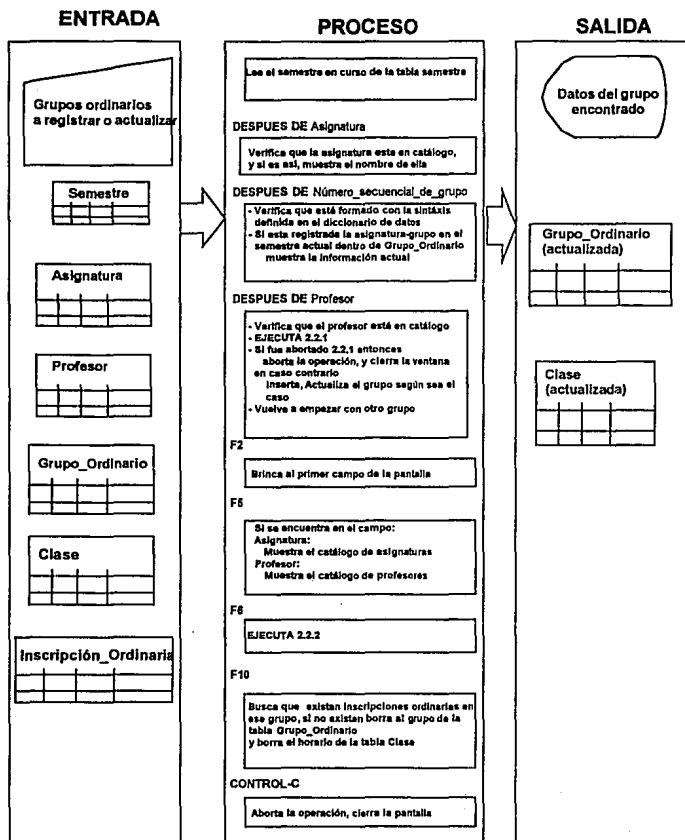 ENTRADA
Grupos ordinarios
a registrar o actualizar
Semestre
Asignatura
Profesor
Grupo_Ordinario
Clase
Inscripción_Ordinaria
PROCESO
Lee el semestre en curso de la tabla semestre
DESPUES DE Asignatura
Verifica que la asignatura esta en catálogo,
y si es asi, muestra el nombre de ella
DESPUES DE Número_secuencial_de_grupo
- Verifica que está formado con la sintáxis
definida en el diccionario de datos
- Si esta registrada la asignatura-grupo en el
semestre actual dentro de Grupo_Ordinario
muestra la información actual
DESPUES DE Profesor
- Verifica que el profesor está en catálogo
- EJECUTA 2.2.1
- Si fue abortado 2.2.1 entonces
aborta la operación, y cierra la ventana
en caso contrario
Inserta, Actualiza el grupo según sea el
caso
- Vuelve a empezar con otro grupo
F2
Brinca al primer campo de la pantalla
F5
Si se encuentra en el campo:
Asignatura:
Muestra el catálogo de asignaturas
Profesor:
Muestra el catálogo de profesores
F6
EJECUTA 2.2.2
F10
Busca que existan inscripciones ordinarias en
ese grupo, si no existen borra al grupo de la
tabla Grupo_Ordinario
y borra el horario de la tabla Clase
CONTROL-C
Aborta la operación, cierra la pantalla
SALIDA
Datos del grupo
encontrado
Grupo_Ordinario
(actualizada)
Clase
(actualizada)